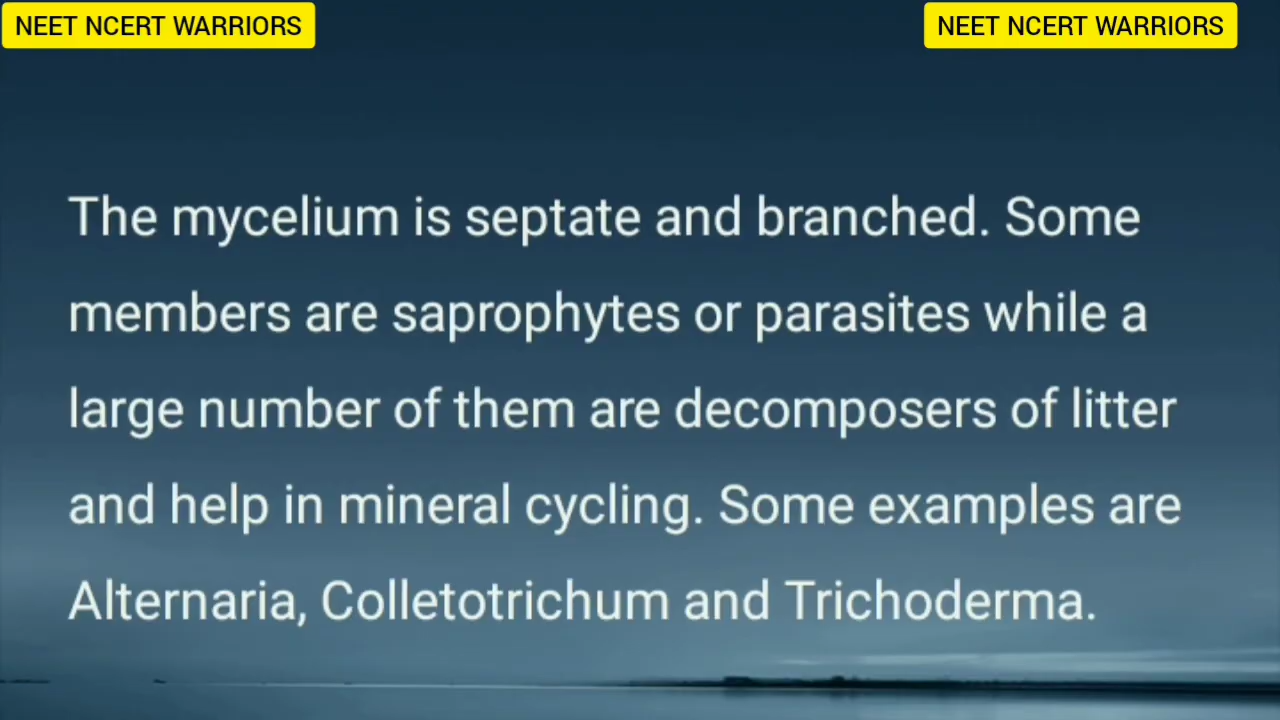 NEET NCERT WARRIORS NEET NCERT WARRIORS
The mycelium is septate and branched. Some
members are saprophytes or parasites while a
large number of them are decomposers of litter
and help in mineral cycling. Some examples are
Alternaria, Colletotrichum and Trichoderma.